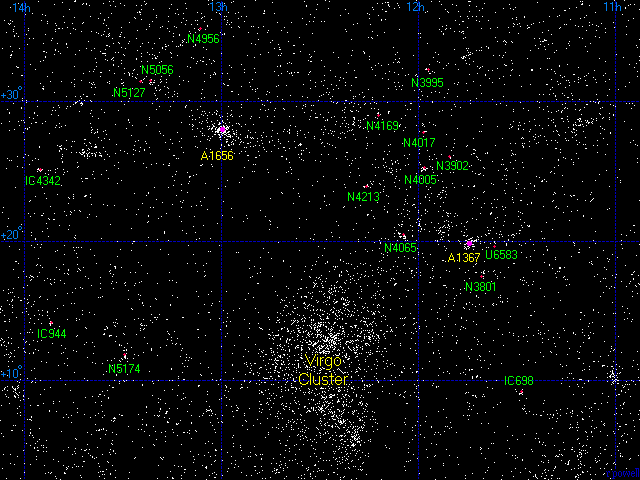 14h
13h
12h
11h
N4956
N5056
N3995
N5127
+30°
N4169
N4017
A1656
N3902
IC4342
N4005
N4213
+20°
N4065
U6583
A1367
N3801
IC944
Virgo
N5174
+10°
Cluster
IC698